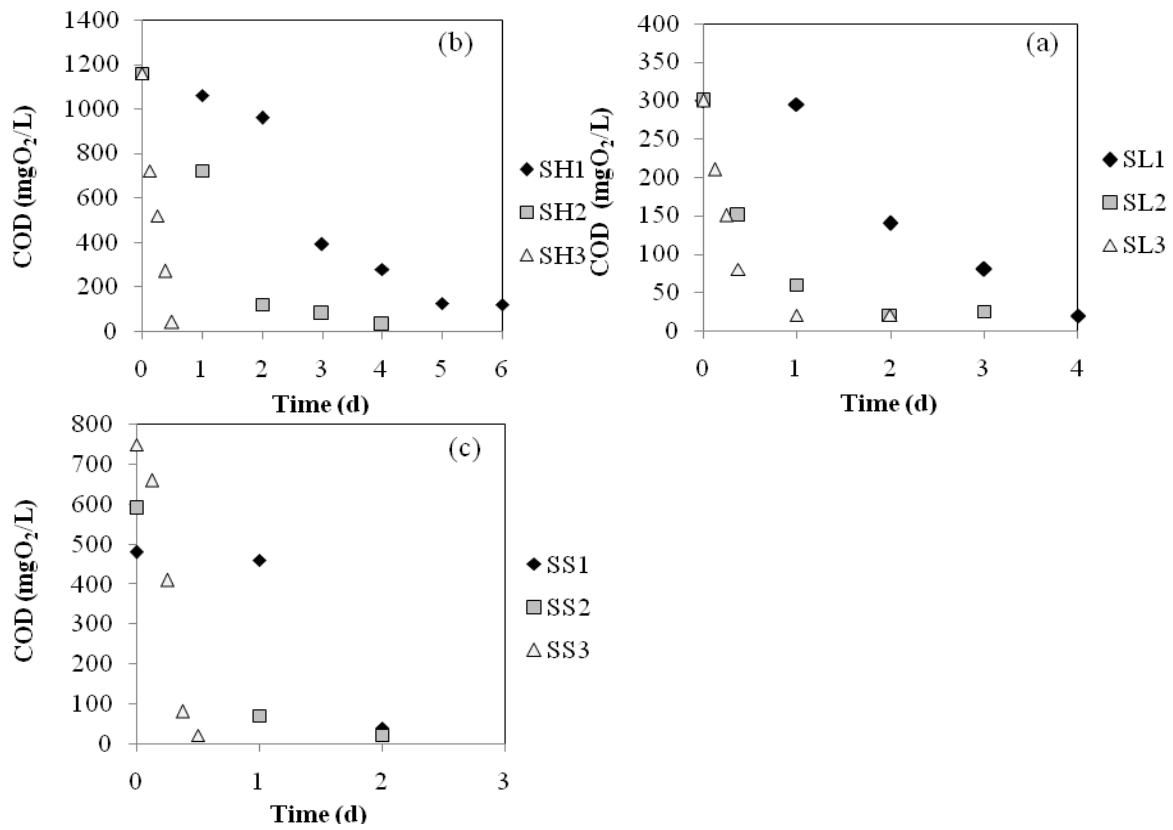 (b)
COD (mgO2/L)
1400
1200
1000
800
600
400
200
0
0 1 2 3 4 5 6
Time (d)
SH1
SH2
SH3
(a)
COD (mgO2/L)
400
350
300
250
200
150
100
50
0
0 1 2 3 4
Time (d)
SL1
SL2
SL3
(c)
COD (mgO2/L)
800
700
600
500
400
300
200
100
0
0 1 2 3
Time (d)
SS1
SS2
SS3